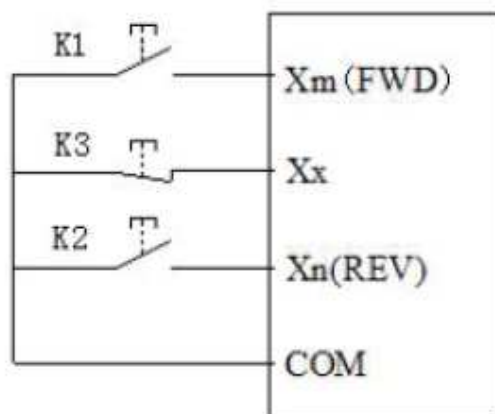 K1
Xm(FWD)
K3
Xx
K2
Xn(REV)
COM